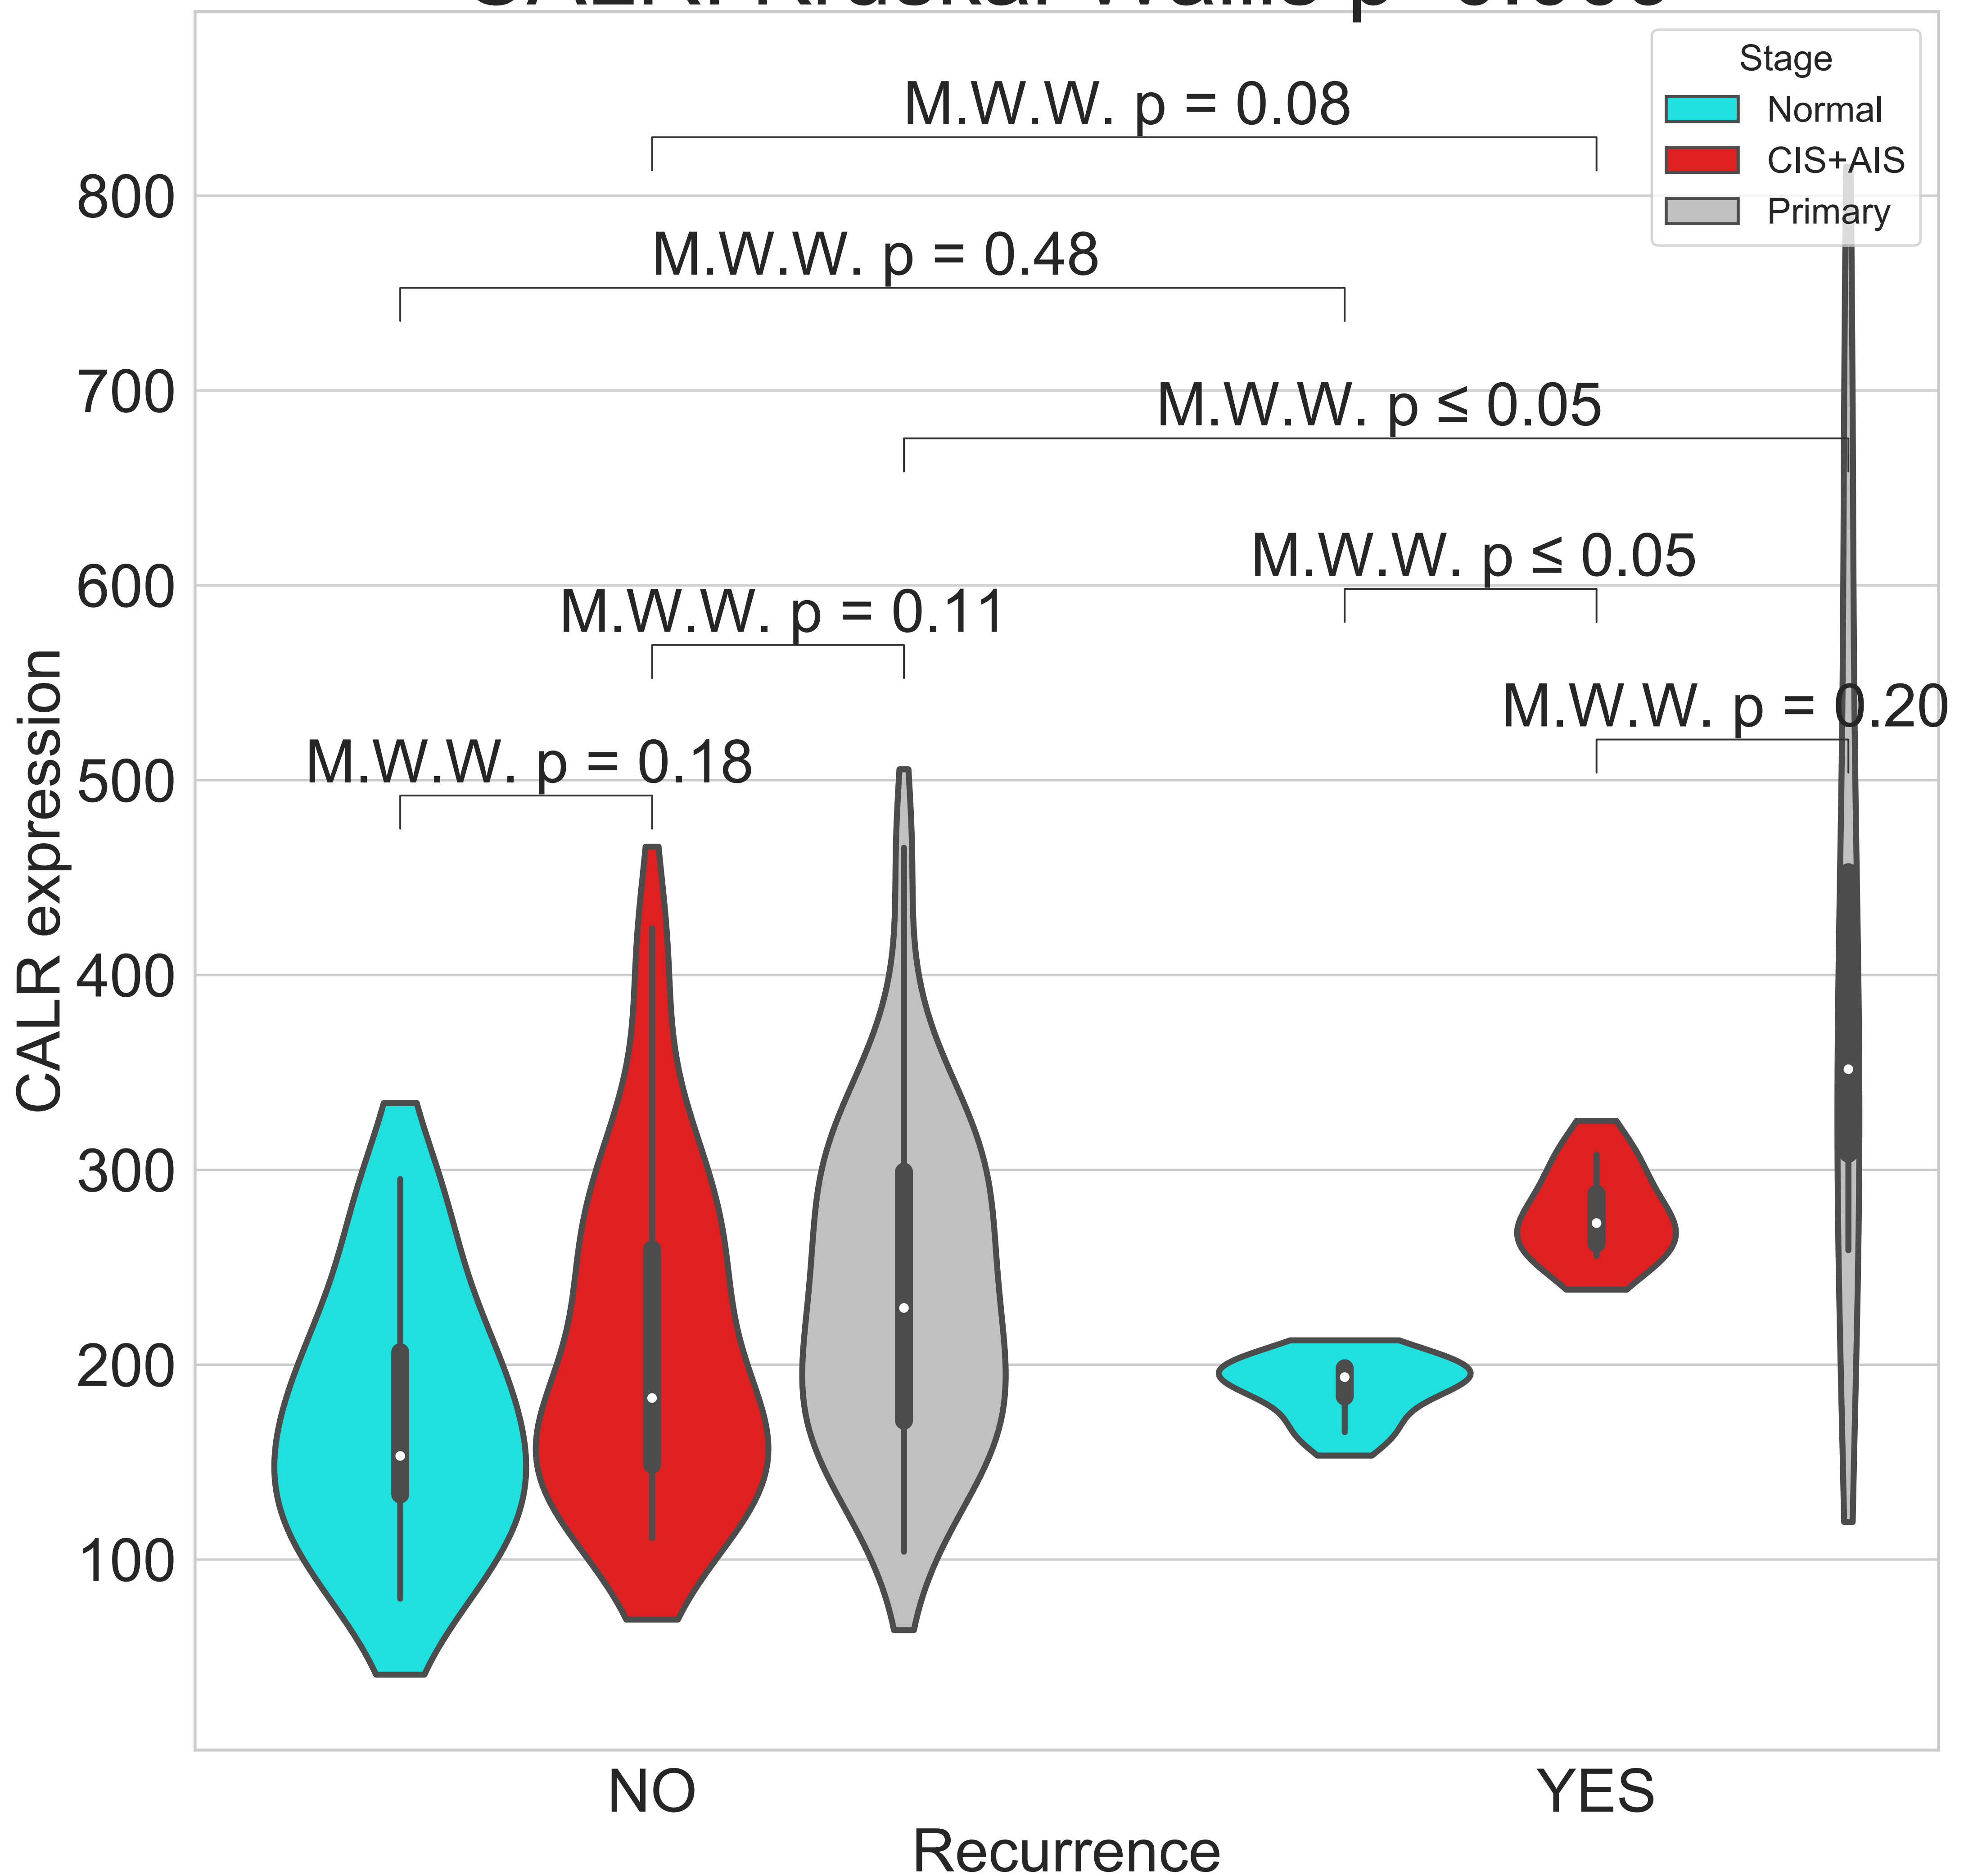 Stage
Normal
CIS+AIS
Primary
M.W.W. p = 0.08
M.W.W. p = 0.48
M.W.W. p ≤ 0.05
M.W.W. p ≤ 0.05
M.W.W. p = 0.11
M.W.W. p = 0.20
M.W.W. p = 0.18
800
700
600
500
400
300
200
100
CALR expression
NO
YES
Recurrence